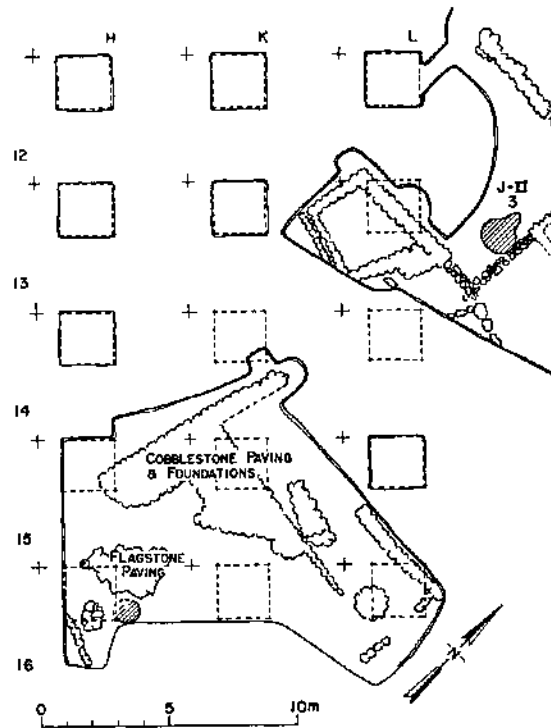 H K L
12
J-II
3
13
14
COBBLESTONE PAVING
& FOUNDATIONS
15
FLAGSTONE
PAVING
16
N
0 5 10m